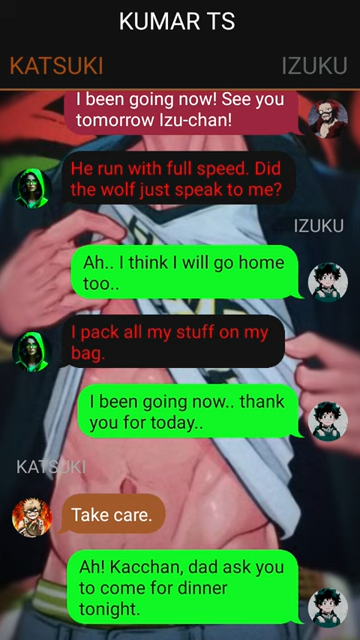 KUMAR TS
KATSUKI
IZUKU
I been going now! See you
tomorrow Izu-chan!
He run with full speed. Did
the wolf just speak to me?
IZUKU
Ah.. I think I will go home
too..
I pack all my stuff on my
bag.
I been going now.. thank
you for today..
KATSUKI
Take care.
Ah! Kacchan, dad ask you
to come for dinner
tonight.